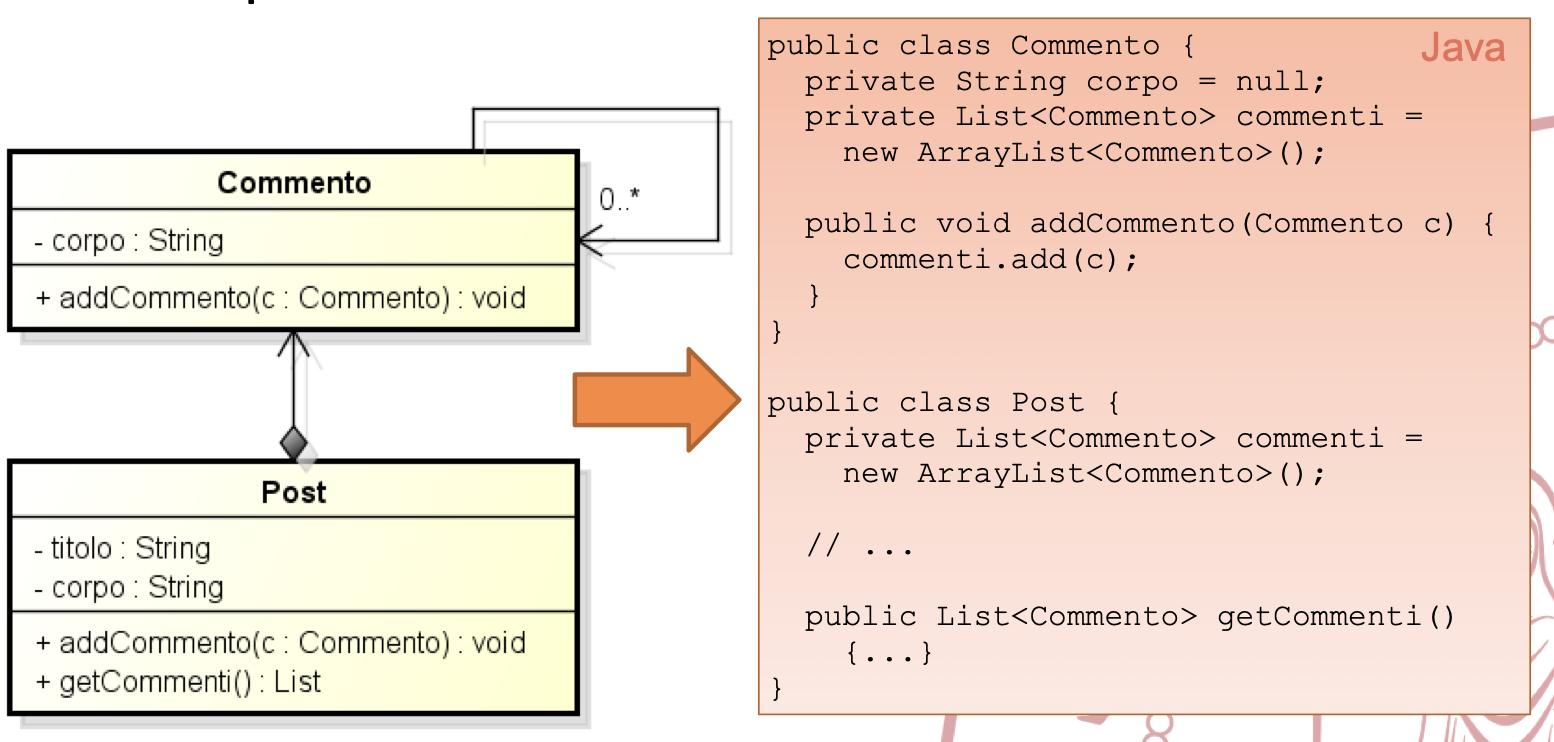 Commento
- corpo : String
+ addCommento(c : Commento) : void
0..*
Post
- titolo : String
- corpo : String
+ addCommento(c : Commento) : void
+ getCommenti() : List
Java
public class Commento {
  private String corpo = null;
  private List<Commento> commenti =
    new ArrayList<Commento>();
  public void addCommento(Commento c) {
    commenti.add(c);
  }
}
public class Post {
  private List<Commento> commenti =
    new ArrayList<Commento>();
  // ...
  public List<Commento> getCommenti()
    {...}
}